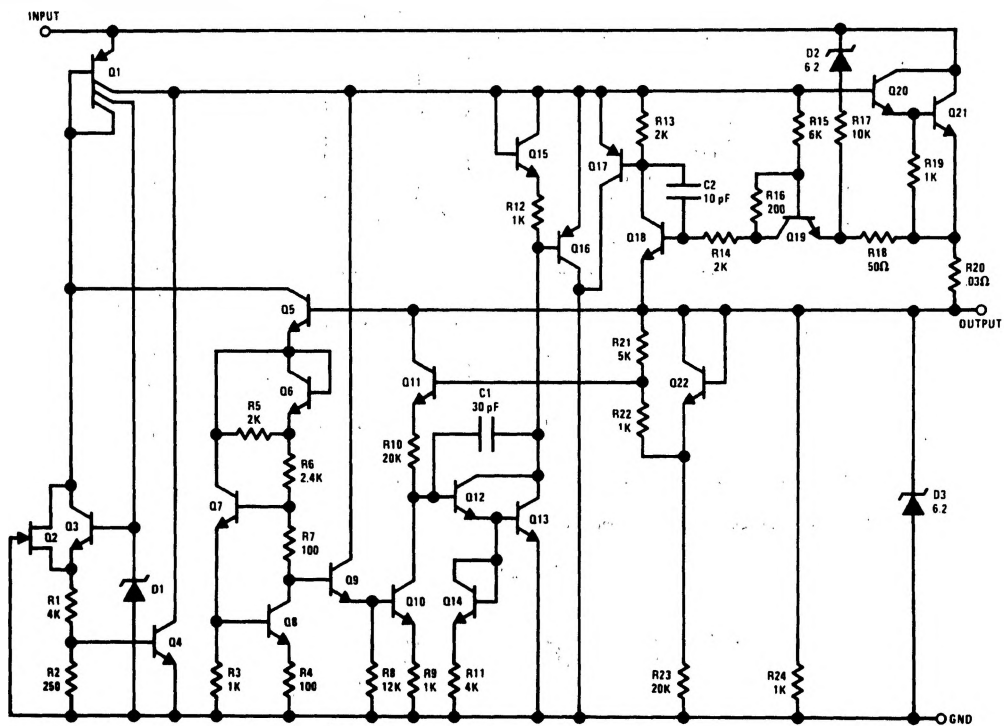 INPUT
Q1
D2
6.2
Q20
Q21
R13
2K
R15
6K
R17
10K
Q15
Q17
R19
1K
C2
10 pF
R16
200
R12
1K
Q16
Q18
R14
2K
Q19
R18
50Ω
R20
.03Ω
Q5
OUTPUT
R21
5K
Q11
Q22
Q6
C1
30 pF
R5
2K
R22
1K
R10
20K
R6
2.4K
D3
6.2
Q2
Q3
Q7
Q12
Q13
R7
100
D1
Q9
Q10
Q14
R1
4K
Q4
Q8
R2
250
R3
1K
R4
100
R8
12K
R9
1K
R11
4K
R23
20K
R24
1K
GND